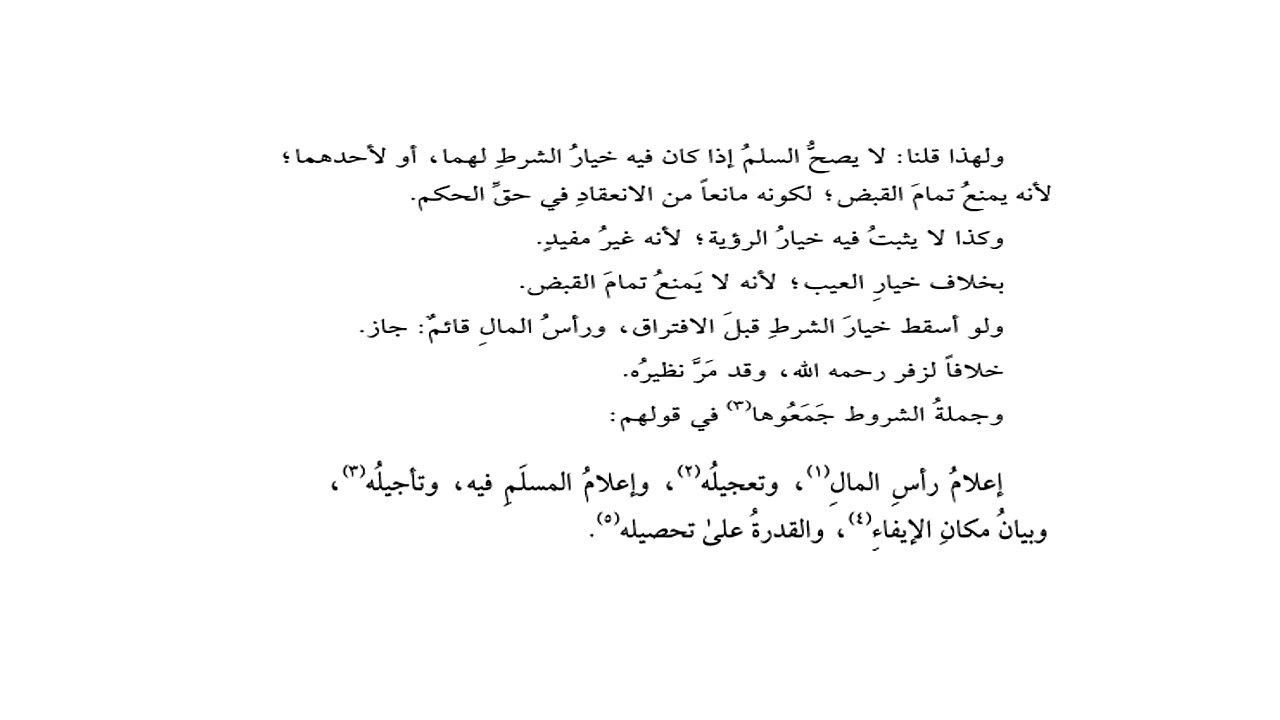 ولهذا قلنا: لا يصحُّ السلمُ إذا كان فيه خيارُ الشرطِ لهما، أو لأحدهما؛
لأنه يمنعُ تمامَ القبض؛ لكونه مانعاً من الانعقادِ في حقِّ الحكم.
وكذا لا يثبتُ فيه خيارُ الرؤية؛ لأنه غيرُ مفيدٍ.
بخلاف خيارِ العيب؛ لأنه لا يَمنعُ تمامَ القبض.
ولو أسقط خيارَ الشرطِ قبلَ الافتراق، ورأسُ المالِ قائمٌ: جاز.
خلافاً لزفر رحمه الله، وقد مَرَّ نظيرُه.
وجملةُ الشروط جَمَعُوها(٣) في قولهم:
إعلامُ رأسِ المالِ(١)، وتعجيلُه(٢)، وإعلامُ المسلَمِ فيه، وتأجيلُه(٣)،
وبيانُ مكانِ الإيفاءِ(٤)، والقدرةُ علىٰ تحصيله(٥).